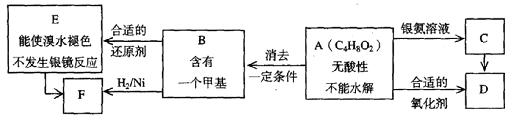 E
能使溴水褪色
不发生银镜反应
合适的
还原剂
B
含有
一个甲基
消去
一定条件
A（C₄H₈O₂）
无酸性
不能水解
银氨溶液
C
F
H₂/Ni
合适的
氧化剂
D